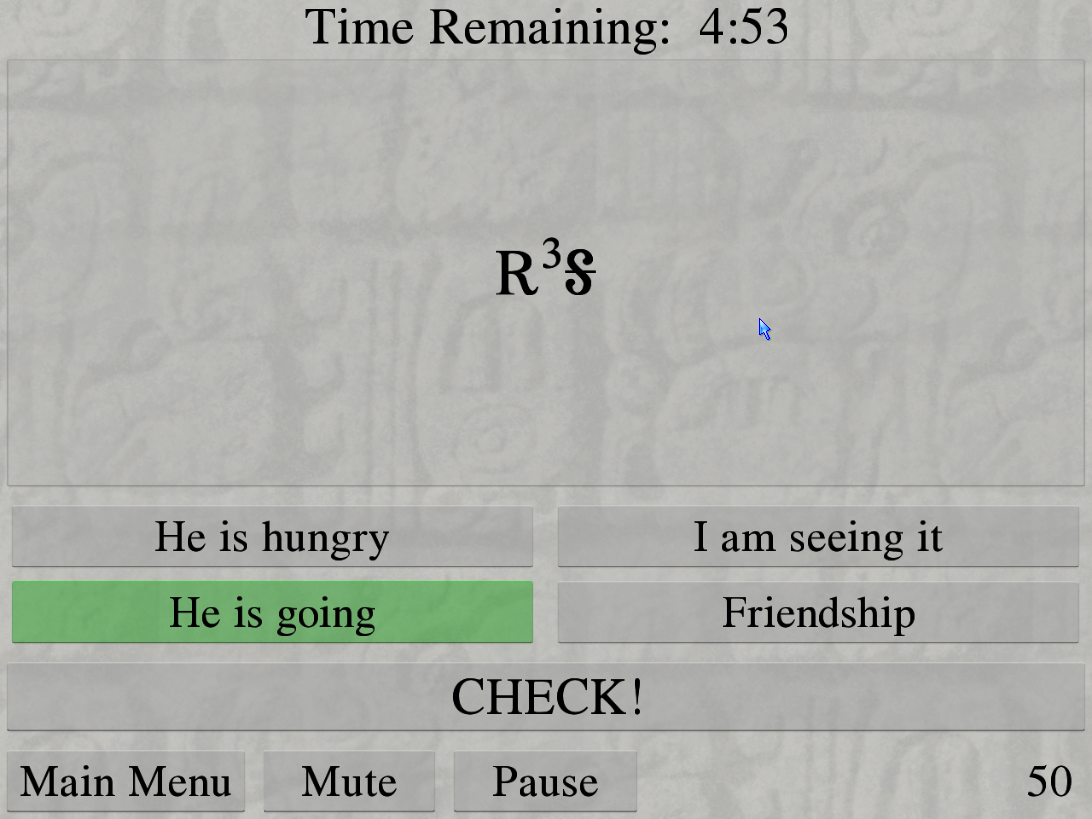 Time Remaining: 4:53
Ꭱ³Ꭶ
He is hungry
I am seeing it
He is going
Friendship
CHECK!
Main Menu
Mute
Pause
50